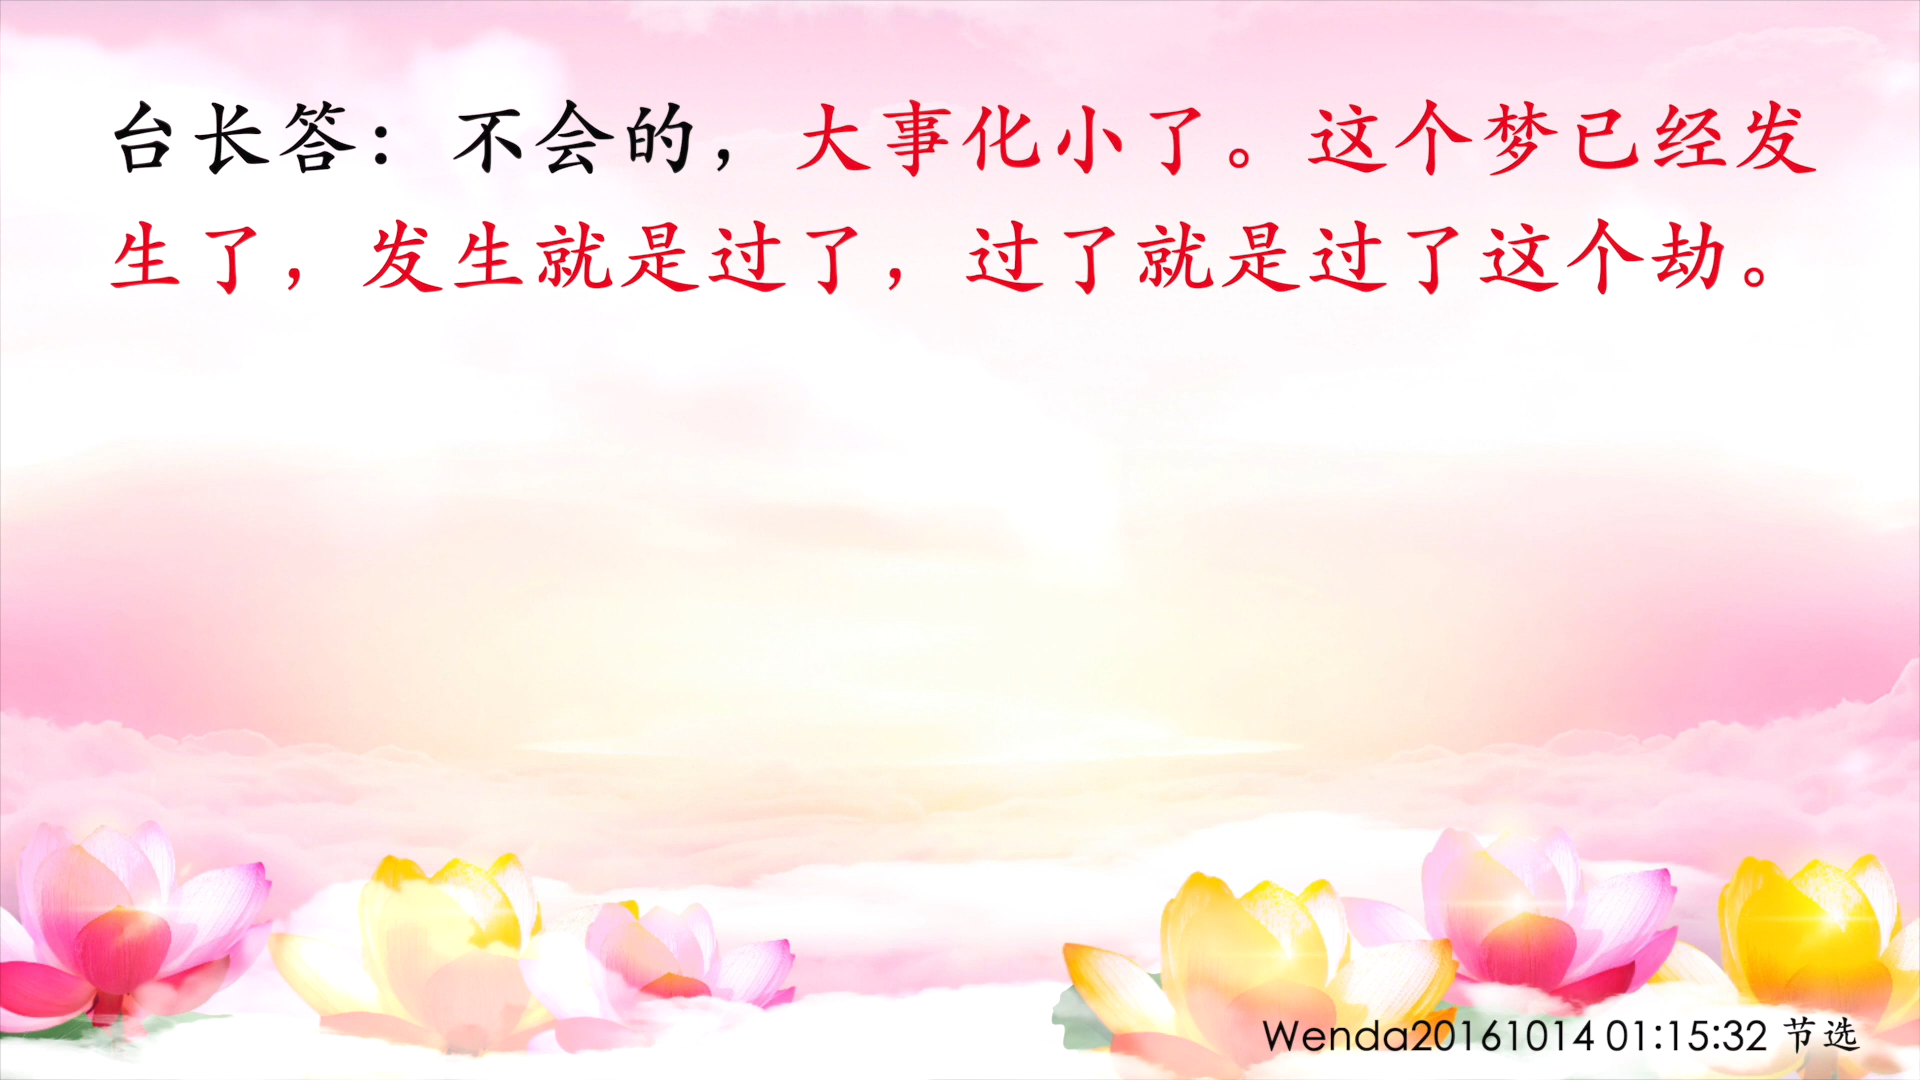 台长答：不会的，大事化小了。这个梦已经发
生了，发生就是过了，过了就是过了这个劫。
Wenda20161014 01:15:32 节选